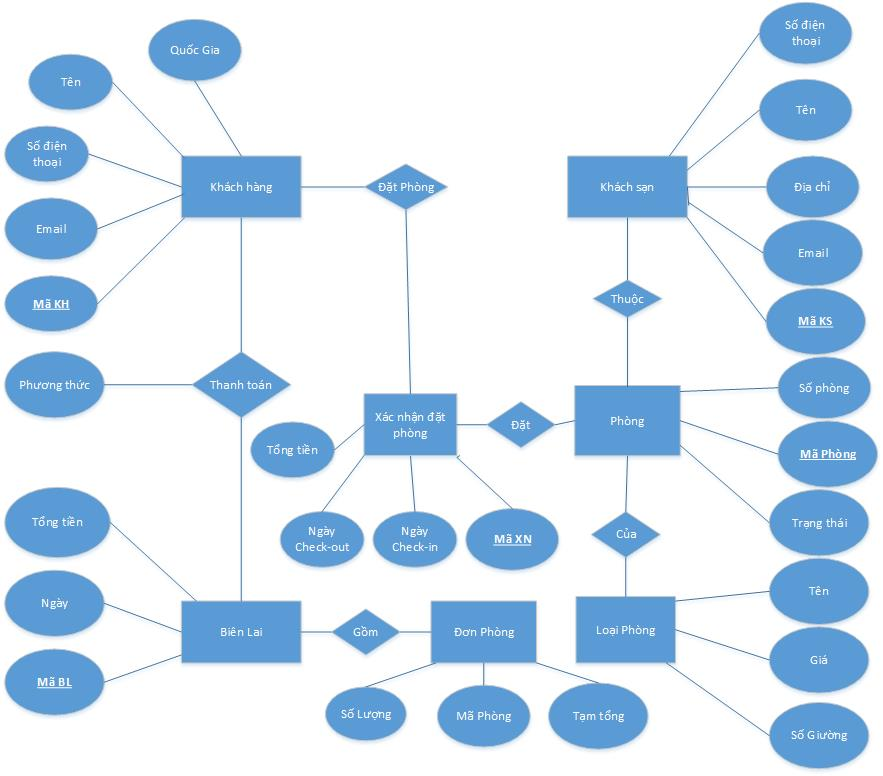 Quốc Gia
Tên
Số điện
thoại
Email
Mã KH
Khách hàng
Đặt Phòng
Khách sạn
Số điện
thoại
Tên
Địa chỉ
Email
Mã KS
Thuộc
Phương thức
Thanh toán
Xác nhận đặt
phòng
Đặt
Phòng
Số phòng
Mã Phòng
Trạng thái
Tổng tiền
Ngày
Check-out
Ngày
Check-in
Mã XN
Của
Tổng tiền
Ngày
Mã BL
Biên Lai
Gồm
Đơn Phòng
Loại Phòng
Tên
Giá
Số Giường
Số Lượng
Mã Phòng
Tạm tổng